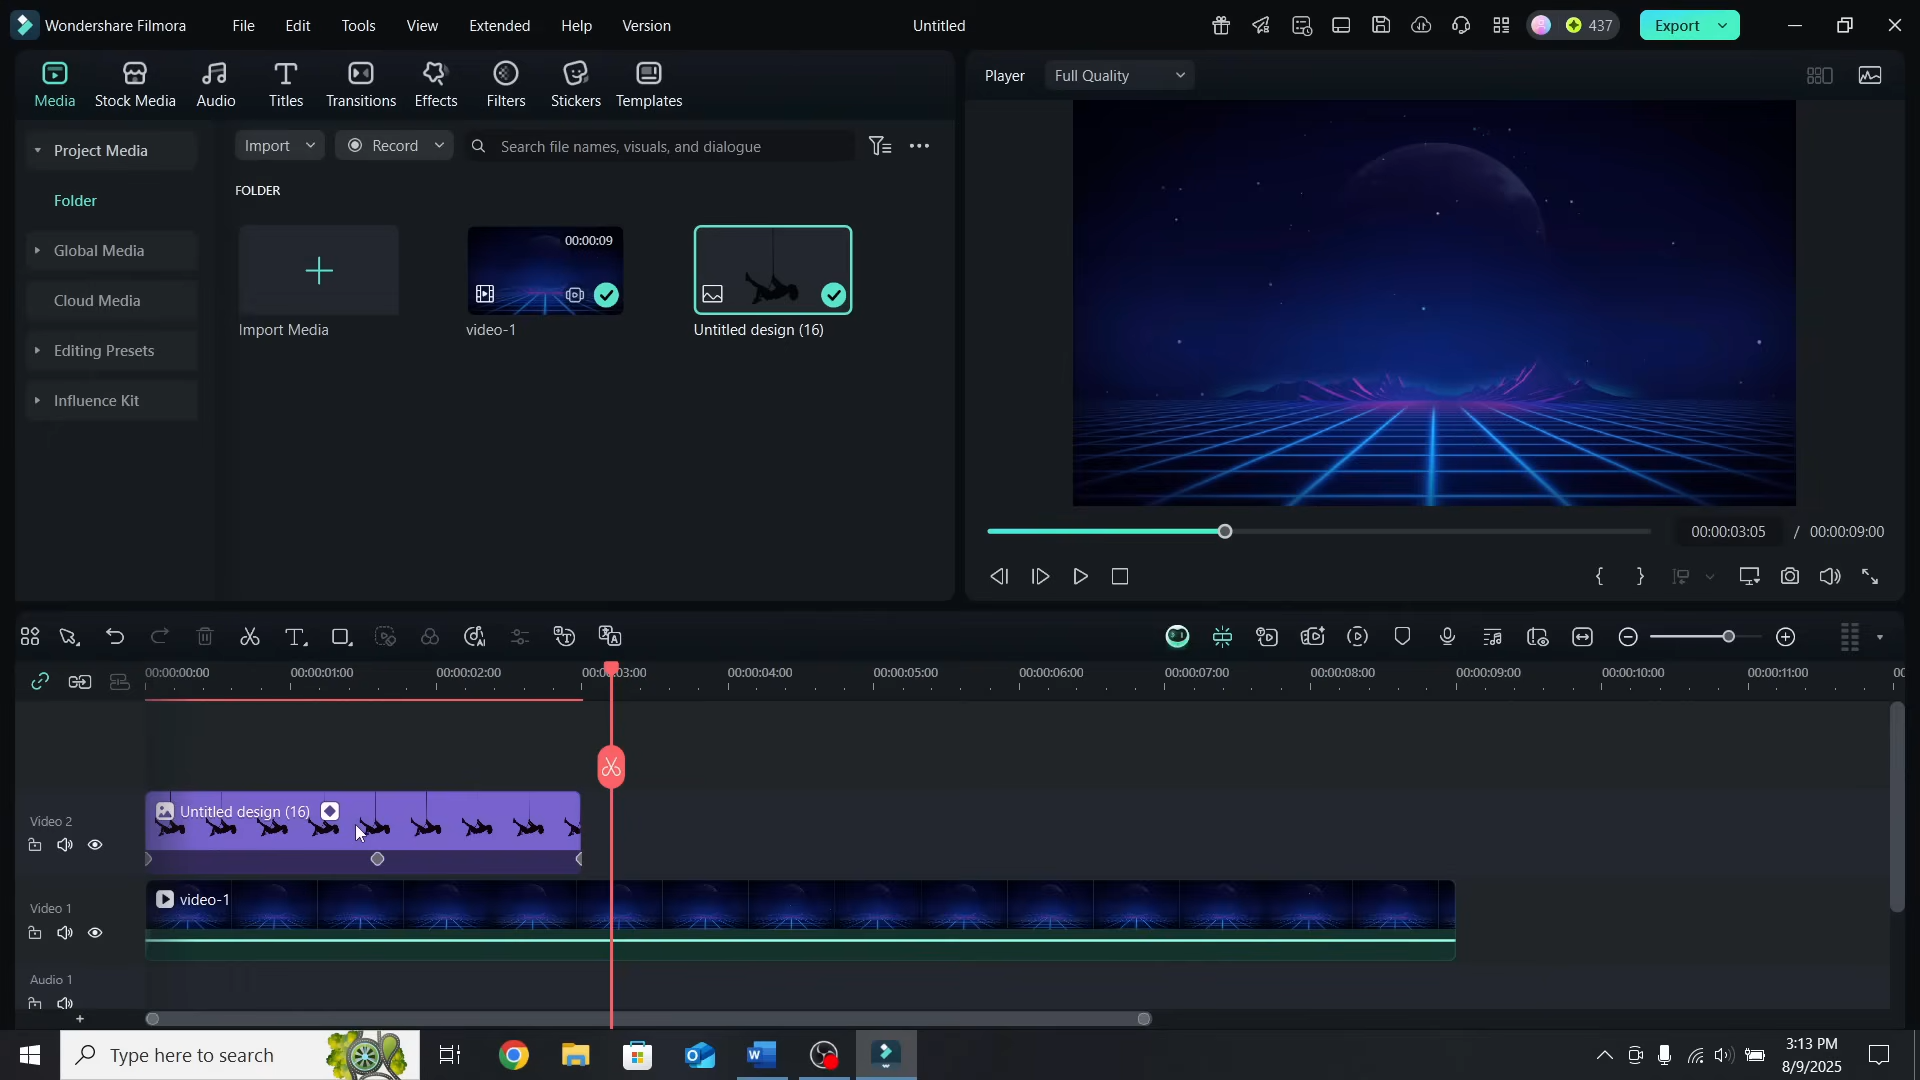 Wondershare Filmora File Edit Tools View Extended Help Version Untitled 437 Export
Media Stock Media Audio Titles Transitions Effects Filters Stickers Templates
Player Full Quality
Project Media
Folder
Global Media
Cloud Media
Editing Presets
Influence Kit
Import Record Search file names, visuals, and dialogue
FOLDER
00:00:09
Import Media video-1 Untitled design (16)
00:00:03:05 / 00:00:09:00
00:00:00:00 00:00:01:00 00:00:02:00 00:00:03:00 00:00:04:00 00:00:05:00 00:00:06:00 00:00:07:00 00:00:08:00 00:00:09:00 00:00:10:00 00:00:11:00
Video 2
Untitled design (16)
Video 1
video-1
Audio 1
Type here to search
3:13 PM
8/9/2025